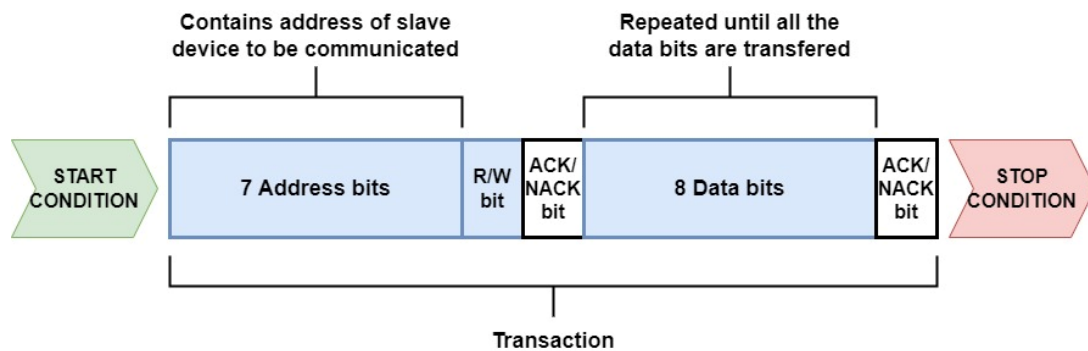 Contains address of slave
device to be communicated
Repeated until all the
data bits are transfered
START
CONDITION
7 Address bits
R/W
bit
ACK/
NACK
bit
8 Data bits
ACK/
NACK
bit
STOP
CONDITION
Transaction